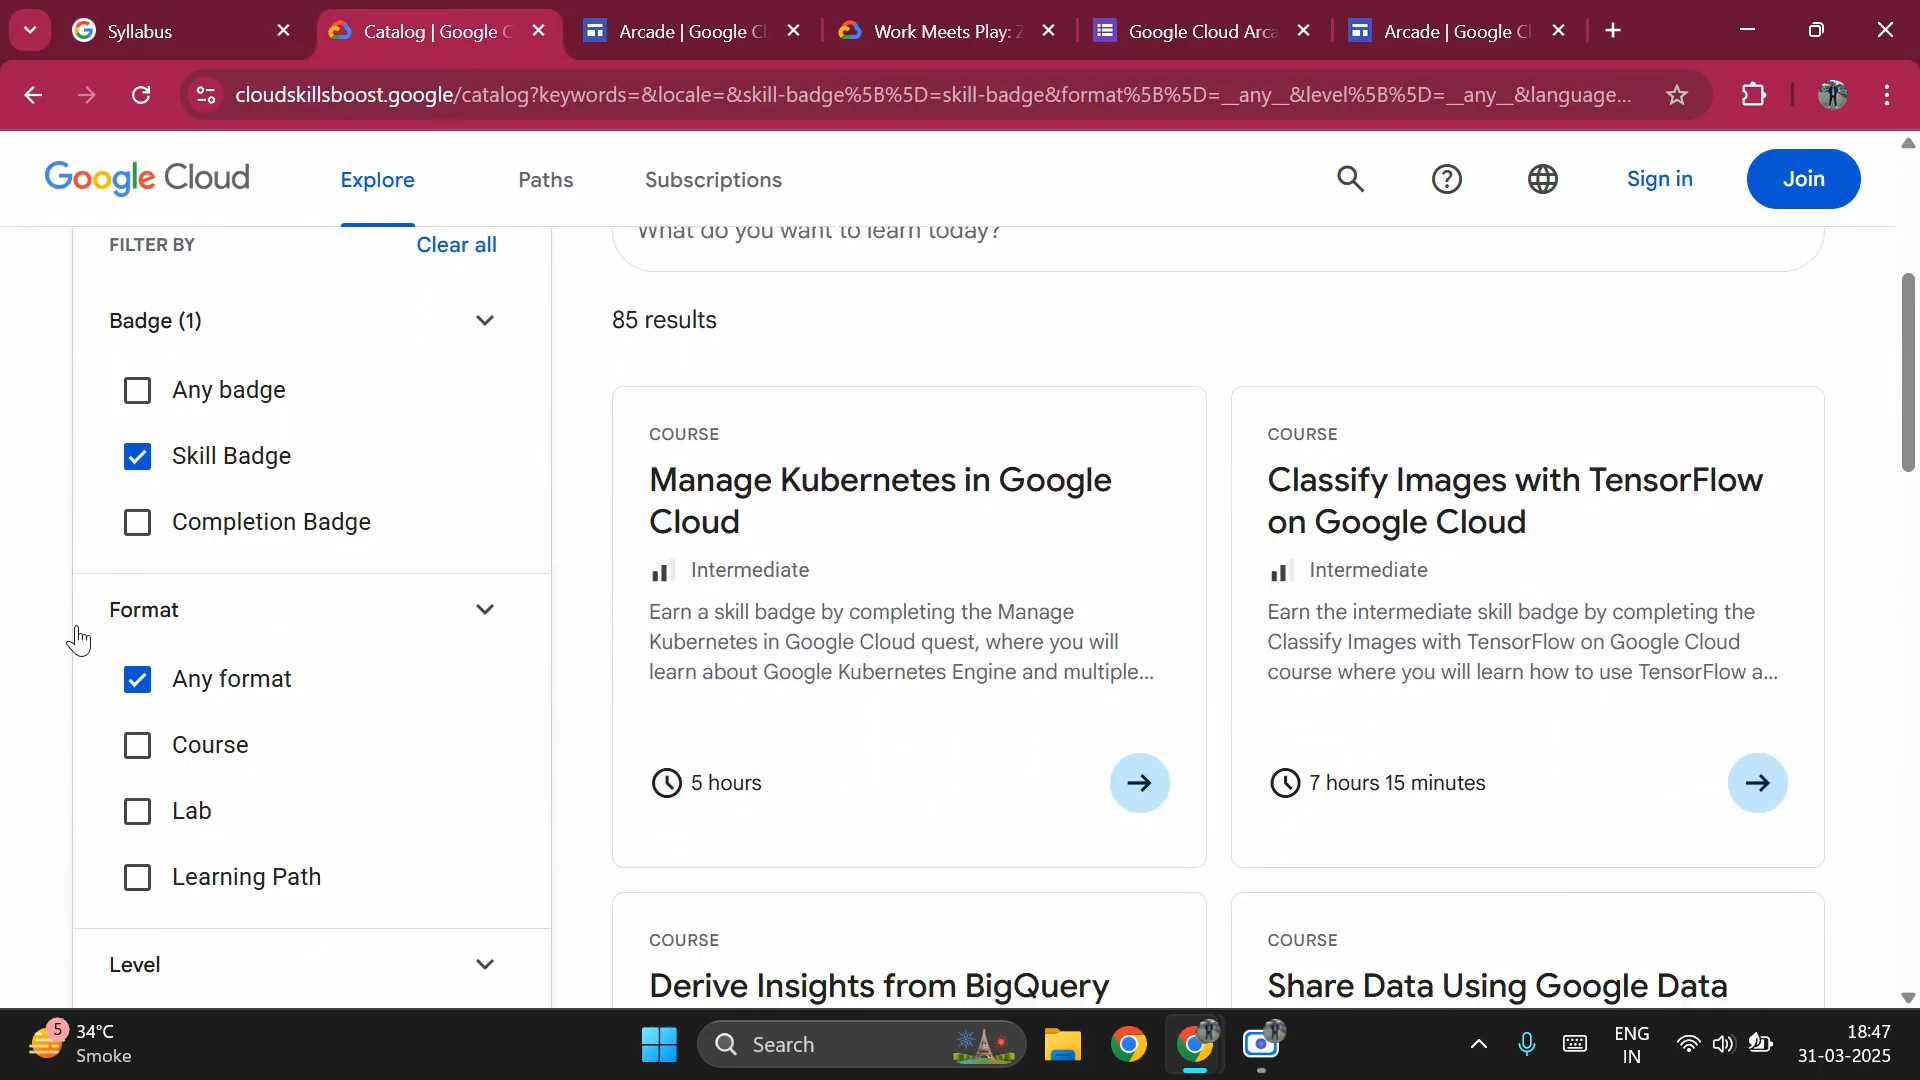 Syllabus
Catalog | Google C
Arcade | Google Cl
Work Meets Play: Z
Google Cloud Arca
Arcade | Google Cl
cloudskillsboost.google/catalog?keywords=&locale=&skill-badge%5B%5D=skill-badge&format%5B%5D=__any__&level%5B%5D=__any__&language...
Google Cloud
Explore
Paths
Subscriptions
Sign in
Join
FILTER BY
Clear all
Badge (1)
Any badge
Skill Badge
Completion Badge
Format
Any format
Course
Lab
Learning Path
Level
What do you want to learn today?
85 results
COURSE
Manage Kubernetes in Google
Cloud
Intermediate
Earn a skill badge by completing the Manage
Kubernetes in Google Cloud quest, where you will
learn about Google Kubernetes Engine and multiple...
5 hours
COURSE
Classify Images with TensorFlow
on Google Cloud
Intermediate
Earn the intermediate skill badge by completing the
Classify Images with TensorFlow on Google Cloud
course where you will learn how to use TensorFlow a...
7 hours 15 minutes
COURSE
Derive Insights from BigQuery
COURSE
Share Data Using Google Data
5
34°C
Smoke
Search
ENG
IN
18:47
31-03-2025